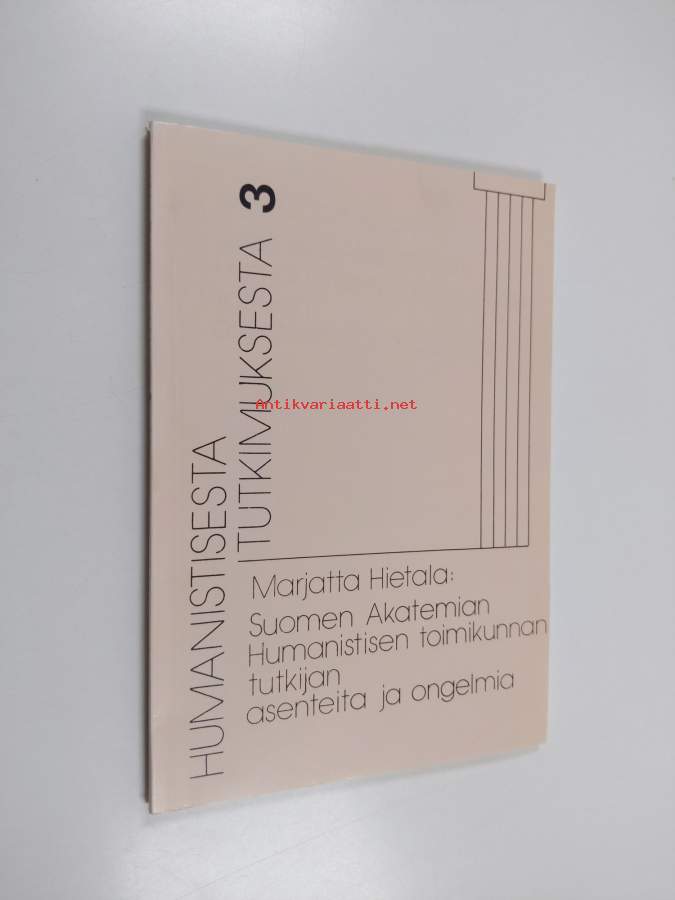 HUMANISTISESTA
TUTKIMUKSESTA 3
Antikvariaatti.net
Marjatta Hietala:
Suomen Akatemian
Humanistisen toimikunnan
tutkijan
asenteita ja ongelmia